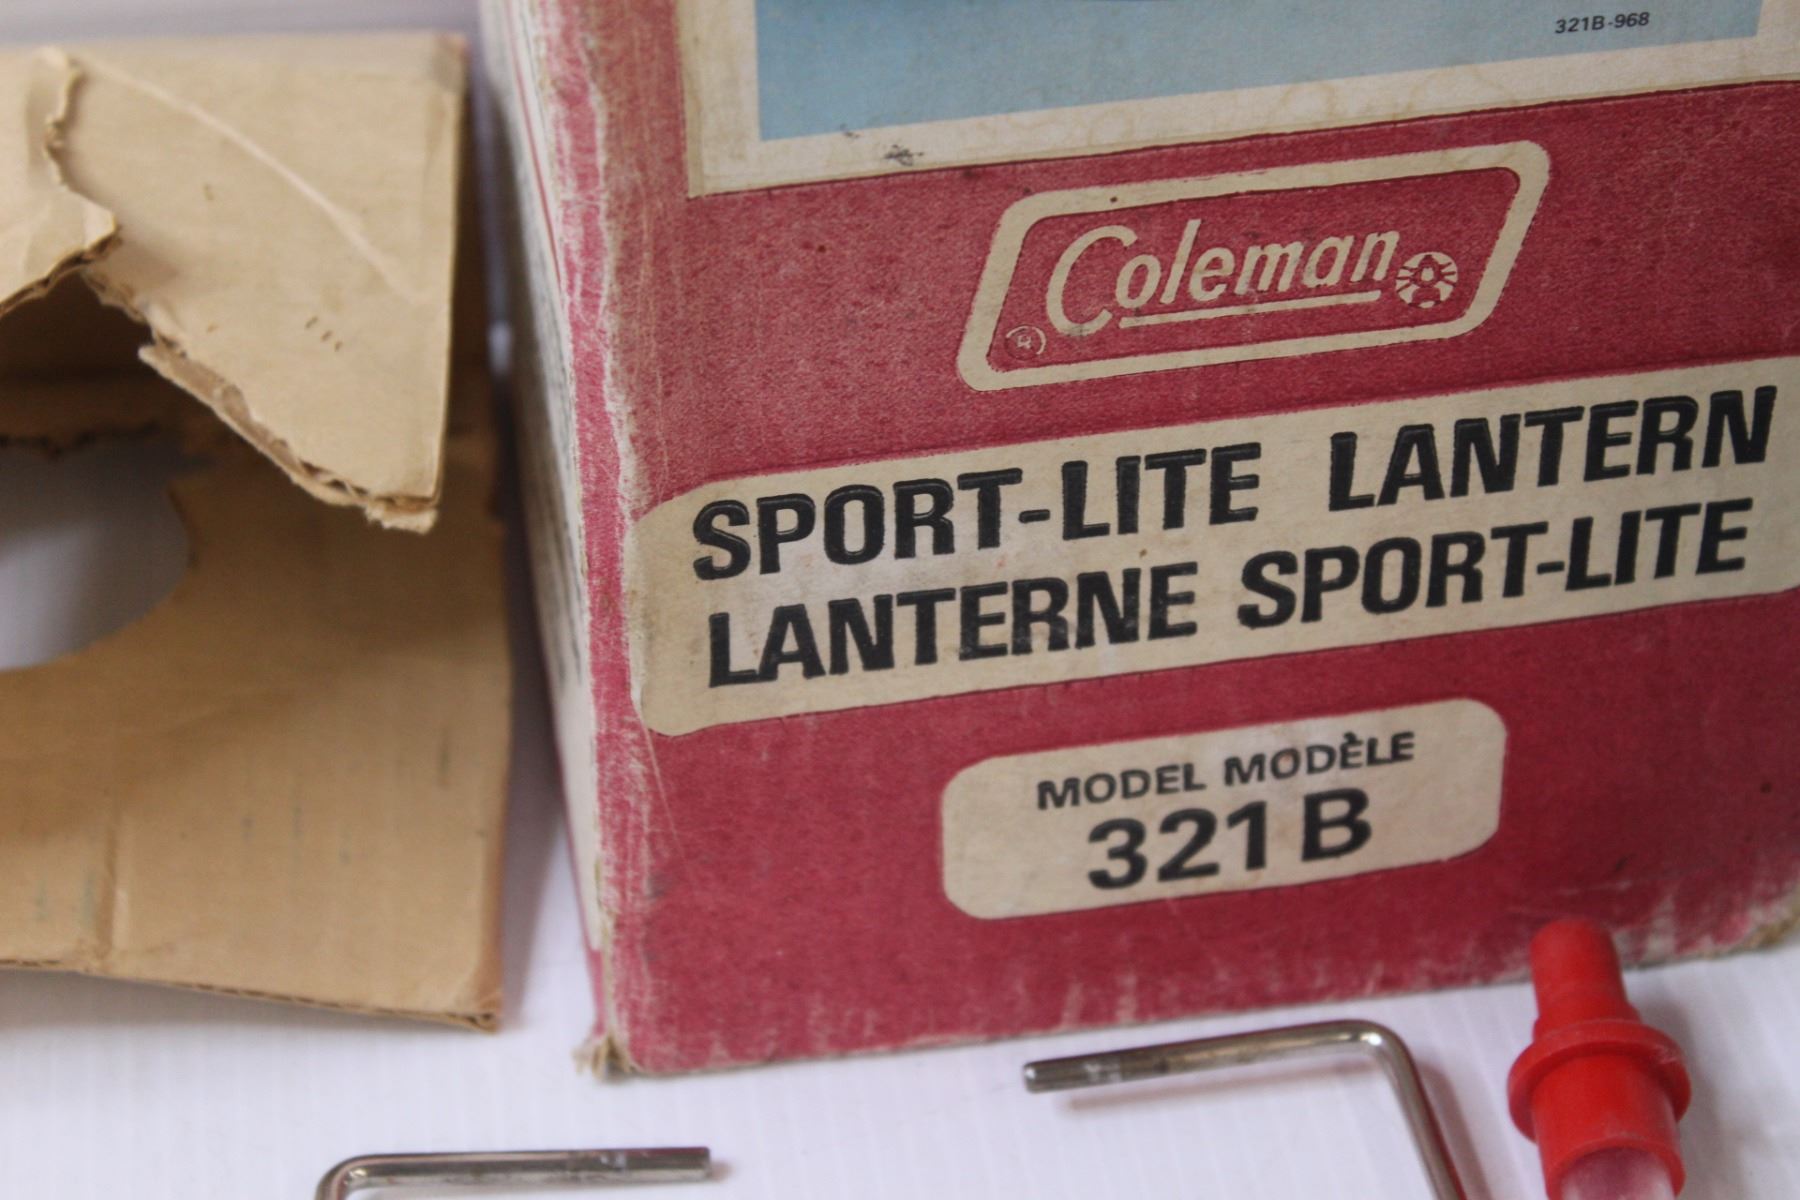 321B-968
Coleman
®
SPORT-LITE LANTERN
LANTERNE SPORT-LITE
MODEL MODÈLE
321B